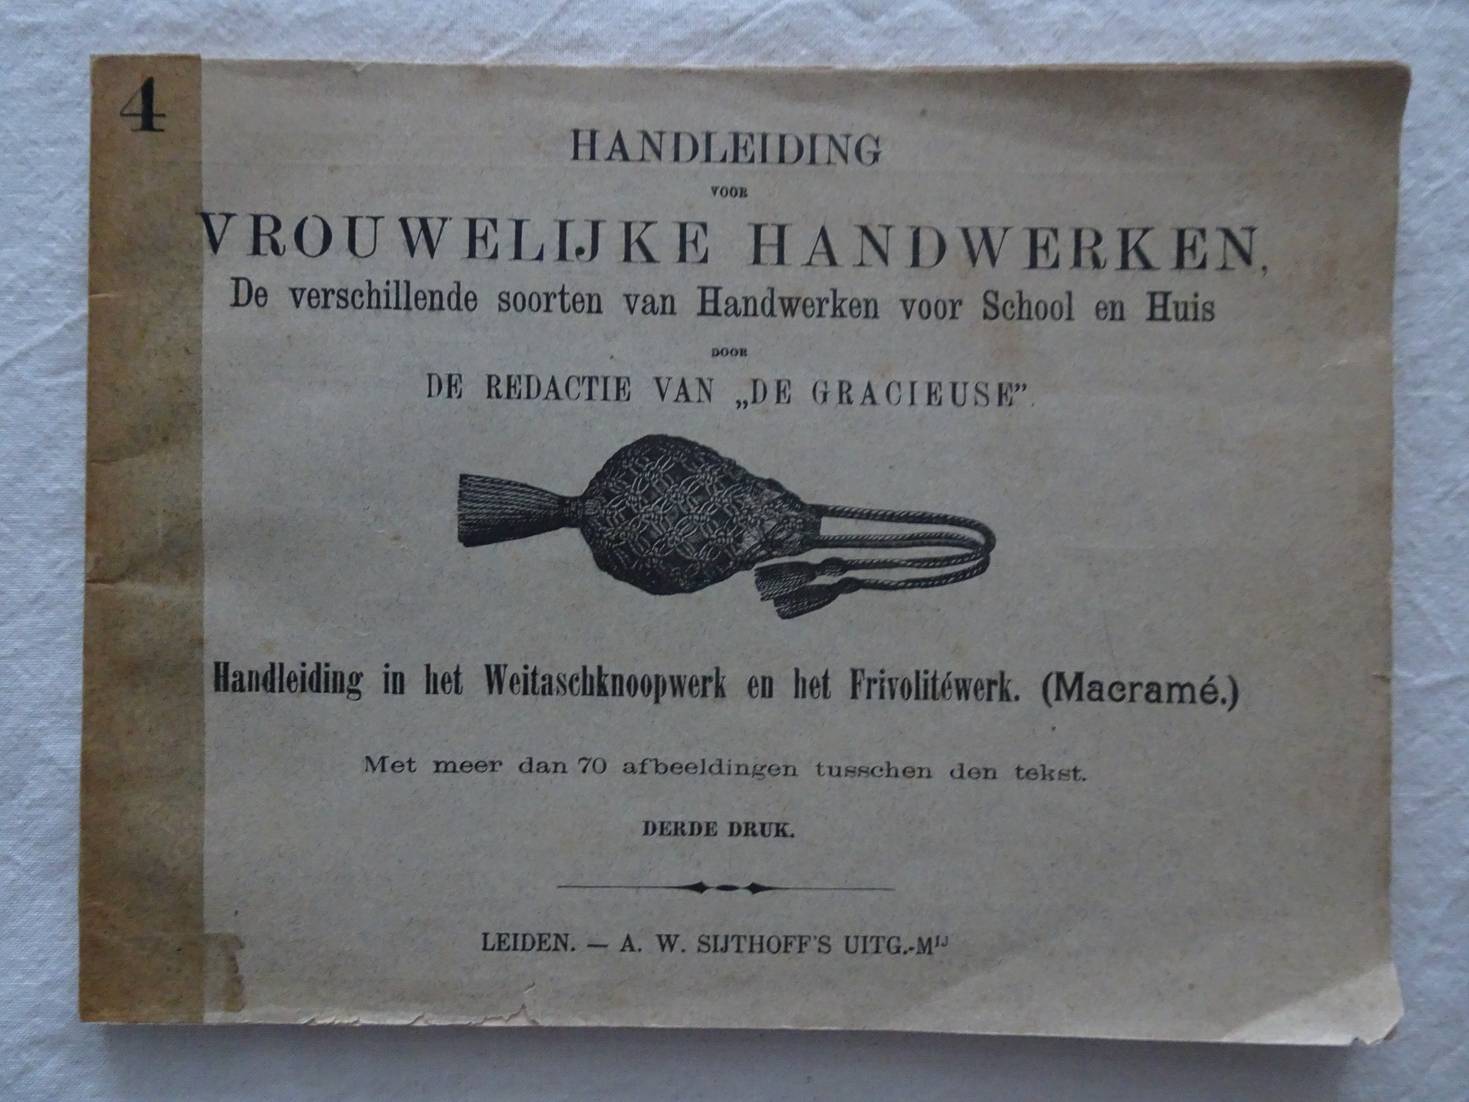 4
HANDLEIDING
VOOR
VROUWELIJKE HANDWERKEN,
De verschillende soorten van Handwerken voor School en Huis
DOOR
DE REDACTIE VAN „DE GRACIEUSE”.
Handleiding in het Weitaschknoopwerk en het Frivolitéwerk. (Macramé.)
Met meer dan 70 afbeeldingen tusschen den tekst.
DERDE DRUK.
LEIDEN. — A. W. SIJTHOFF'S UITG.-Mᴵᴶ